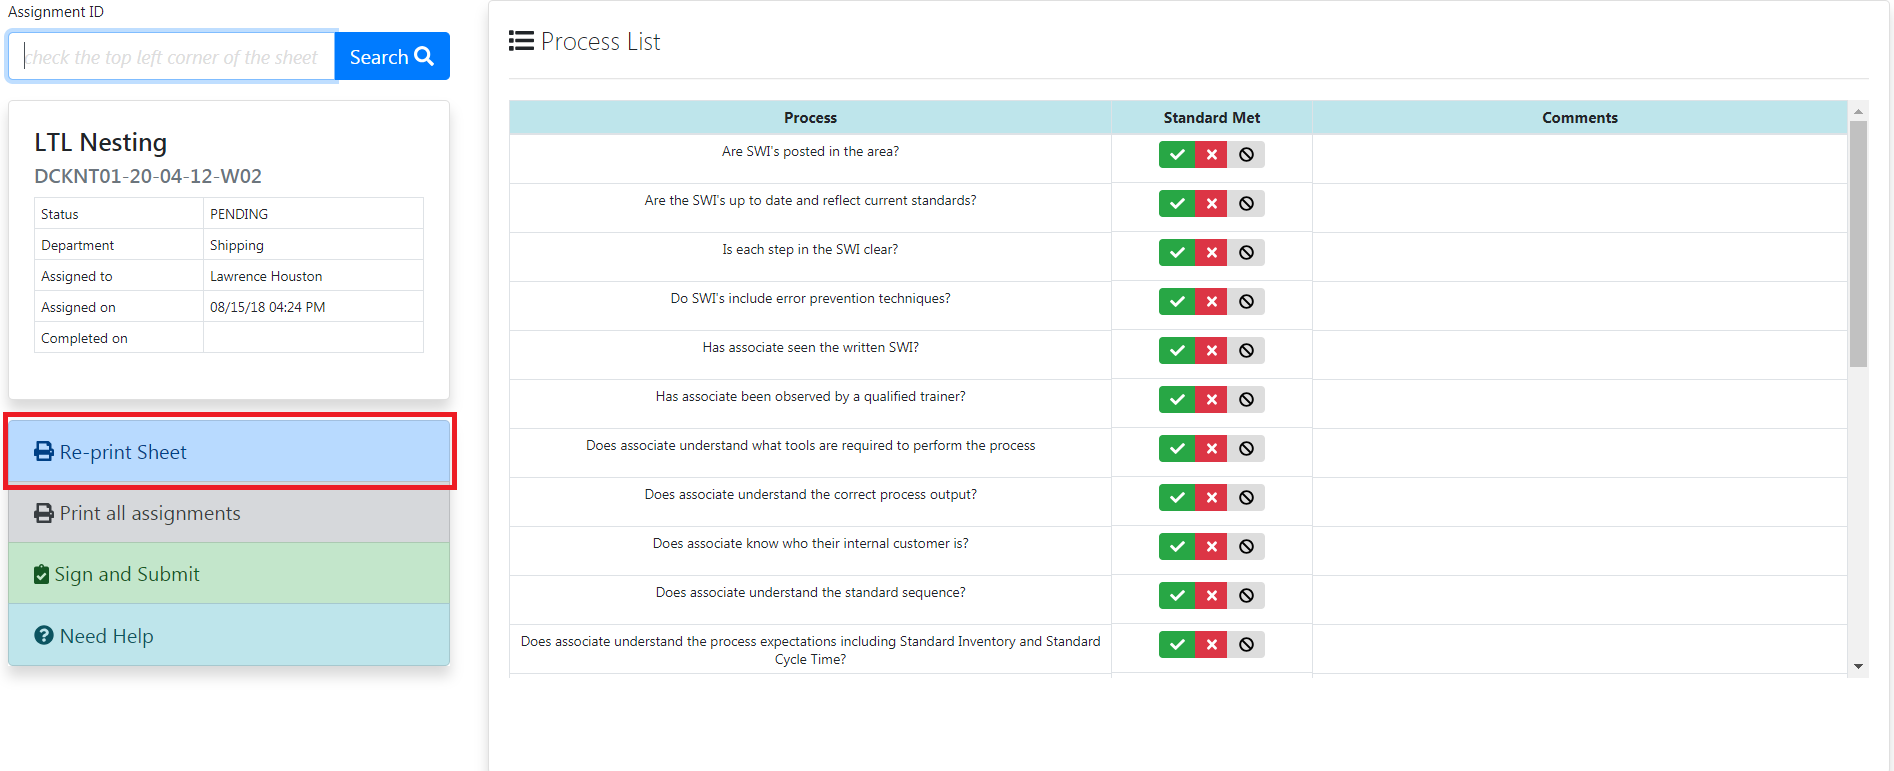 Assignment ID
check the top left corner of the sheet
Search
LTL Nesting
DCKNT01-20-04-12-W02
Status PENDING
Department Shipping
Assigned to Lawrence Houston
Assigned on 08/15/18 04:24 PM
Completed on
Re-print Sheet
Print all assignments
Sign and Submit
Need Help
Process List
Process Standard Met Comments
Are SWI's posted in the area?
Are the SWI's up to date and reflect current standards?
Is each step in the SWI clear?
Do SWI's include error prevention techniques?
Has associate seen the written SWI?
Has associate been observed by a qualified trainer?
Does associate understand what tools are required to perform the process
Does associate understand the correct process output?
Does associate know who their internal customer is?
Does associate understand the standard sequence?
Does associate understand the process expectations including Standard Inventory and Standard
Cycle Time?